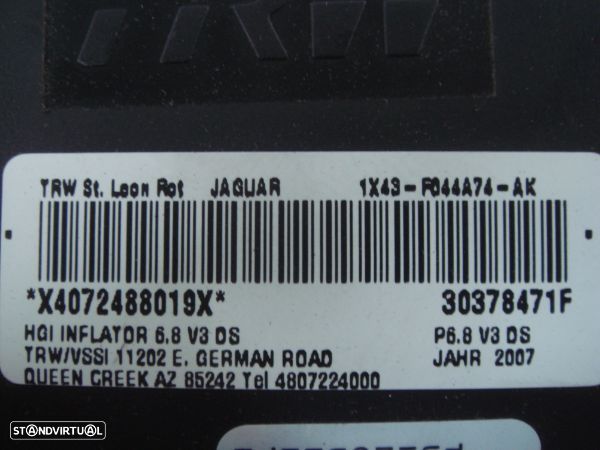 TRW
TRW St. Leon Rot JAGUAR 1X43-F044A74-AK
*X4072488019X* 30378471F
HGI INFLATOR 6.8 V3 DS P6.8 V3 DS
TRW/VSSI 11202 E. GERMAN ROAD JAHR 2007
QUEEN CREEK AZ 85242 Tel 4807224000
STANDVIRTUAL